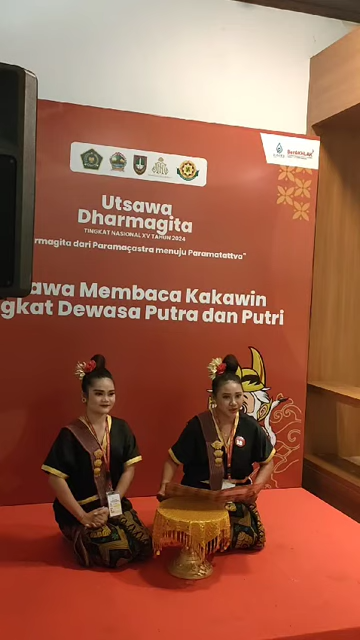 BerAKHLAK
Utsawa
Dharmagita
TINGKAT NASIONAL XV TAHUN 2024
rmagita dari Paramaçastra menuju Paramatattva"
awa Membaca Kakawin
gkat Dewasa Putra dan Putri